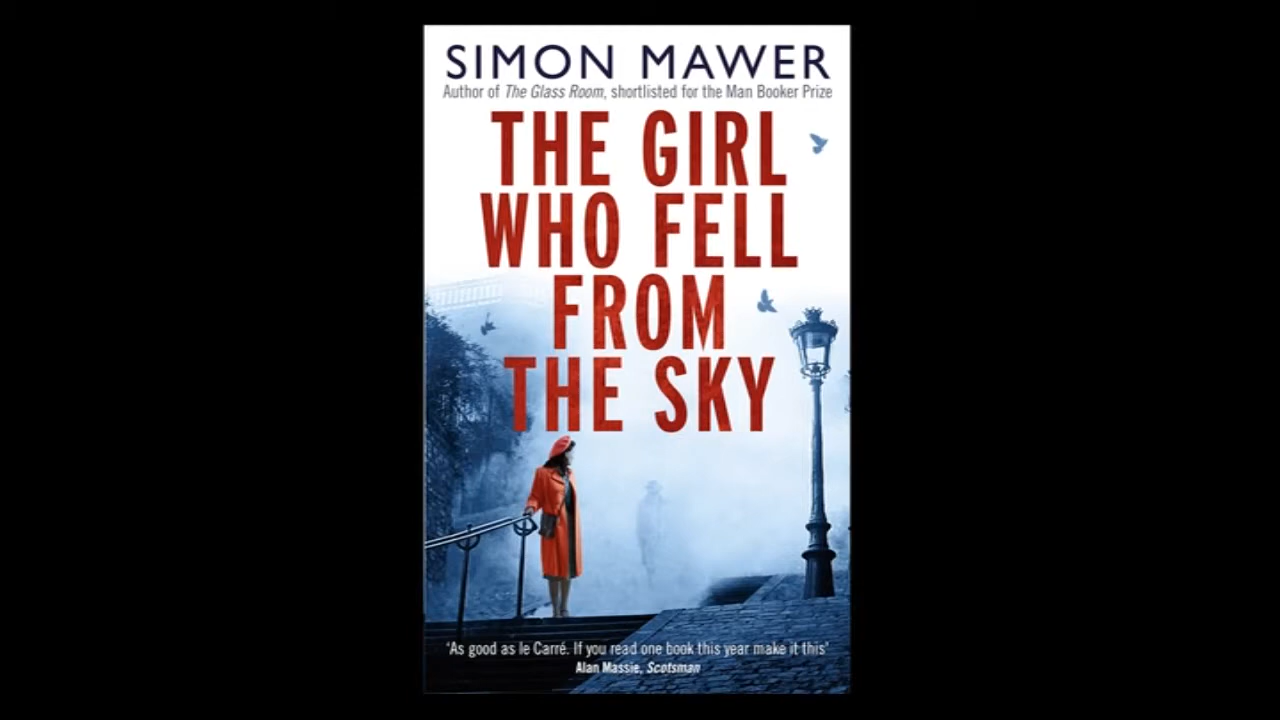 SIMON MAWER
Author of The Glass Room, shortlisted for the Man Booker Prize
THE GIRL
WHO FELL
FROM
THE SKY
'As good as le Carré. If you read one book this year make it this'
Alan Massie, Scotsman